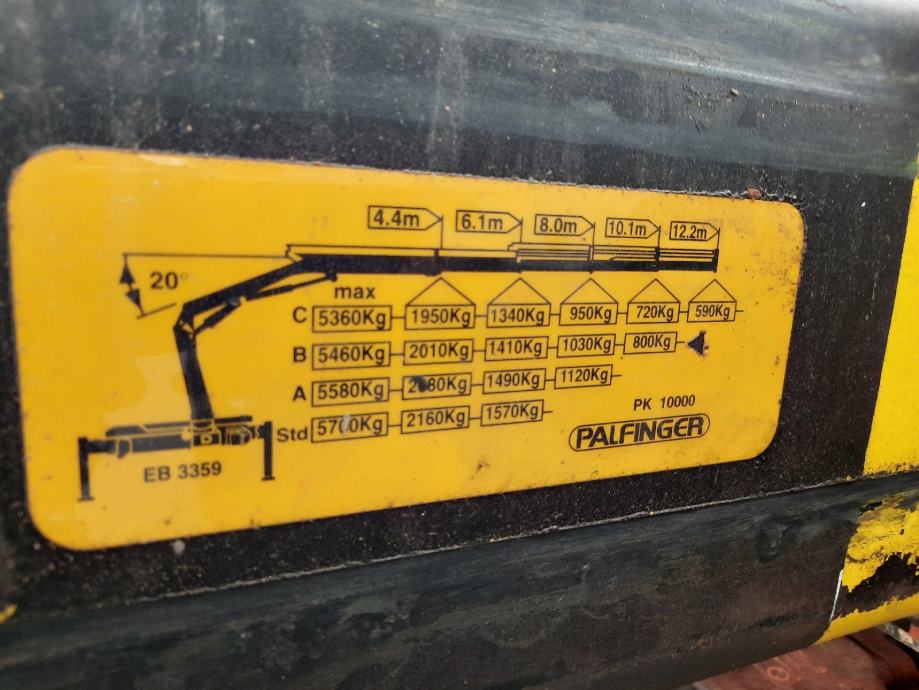 4.4m 6.1m 8.0m 10.1m 12.2m
20°
max
C 5360Kg 1950Kg 1340Kg 950Kg 720Kg 590Kg
B 5460Kg 2010Kg 1410Kg 1030Kg 800Kg
A 5580Kg 1490Kg 1120Kg
Std 5700Kg 2160Kg 1570Kg
PK 10000
PALFINGER
EB 3359